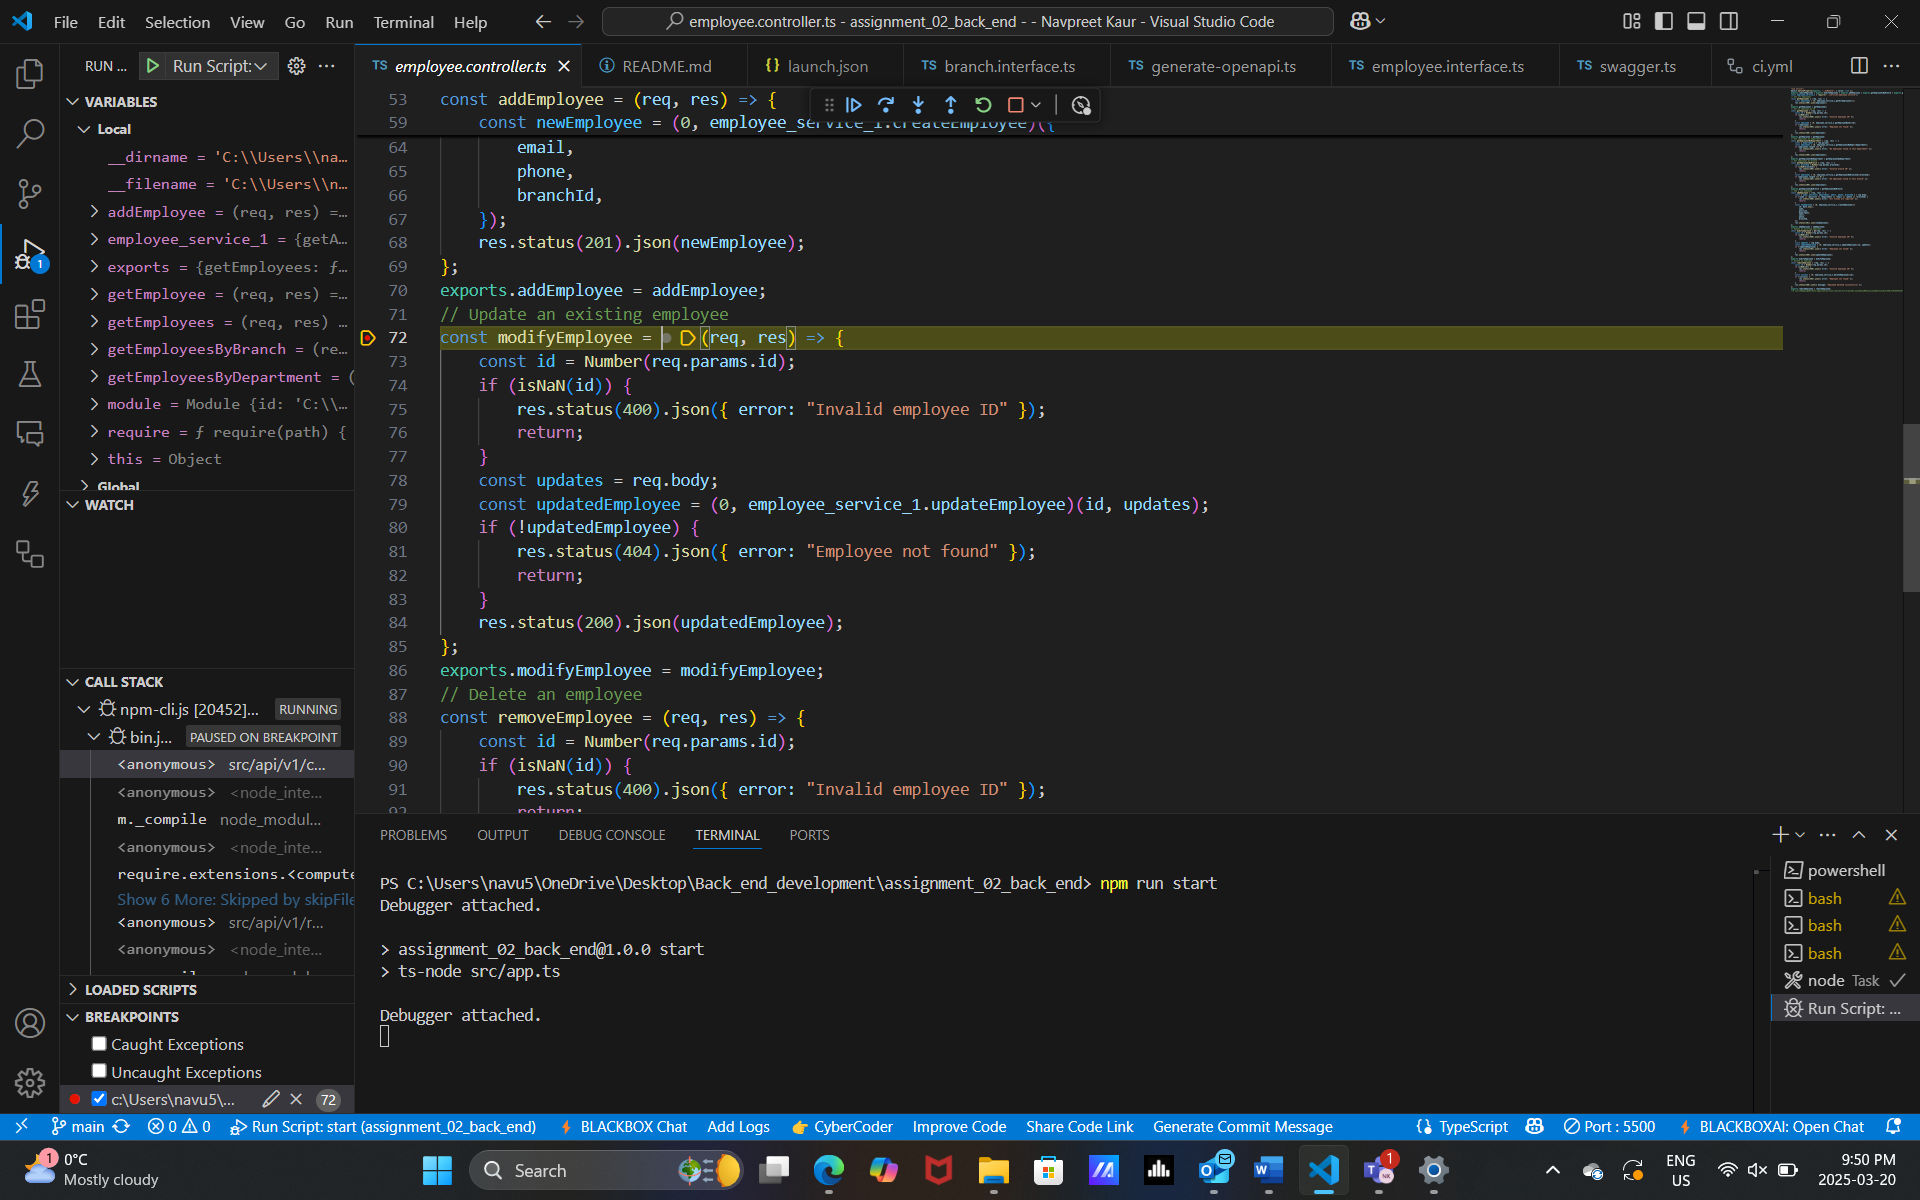 File Edit Selection View Go Run Terminal Help
employee.controller.ts - assignment_02_back_end - - Navpreet Kaur - Visual Studio Code
RUN ... Run Script:
TS employee.controller.ts
README.md
{} launch.json
TS branch.interface.ts
TS generate-openapi.ts
TS employee.interface.ts
TS swagger.ts
ci.yml
VARIABLES
Local
__dirname = 'C:\\Users\\na...
__filename = 'C:\\Users\\n...
addEmployee = (req, res) =...
employee_service_1 = {getA...
exports = {getEmployees: ƒ...
getEmployee = (req, res) =...
getEmployees = (req, res) ...
getEmployeesByBranch = (re...
getEmployeesByDepartment = (
module = Module {id: 'C:\\...
require = ƒ require(path) {
this = Object
Global
WATCH
CALL STACK
npm-cli.js [20452]... RUNNING
bin.j... PAUSED ON BREAKPOINT
<anonymous> src/api/v1/c...
<anonymous> <node_inte...
m._compile node_modul...
<anonymous> <node_inte...
require.extensions.<compute
Show 6 More: Skipped by skipFile
<anonymous> src/api/v1/r...
<anonymous> <node_inte...
LOADED SCRIPTS
BREAKPOINTS
Caught Exceptions
Uncaught Exceptions
c:\Users\navu5\... 72
53 const addEmployee = (req, res) => {
59 const newEmployee = (0, employee_service_1.createEmployee)({
64 email,
65 phone,
66 branchId,
67 });
68 res.status(201).json(newEmployee);
69 };
70 exports.addEmployee = addEmployee;
71 // Update an existing employee
72 const modifyEmployee = (req, res) => {
73 const id = Number(req.params.id);
74 if (isNaN(id)) {
75 res.status(400).json({ error: "Invalid employee ID" });
76 return;
77 }
78 const updates = req.body;
79 const updatedEmployee = (0, employee_service_1.updateEmployee)(id, updates);
80 if (!updatedEmployee) {
81 res.status(404).json({ error: "Employee not found" });
82 return;
83 }
84 res.status(200).json(updatedEmployee);
85 };
86 exports.modifyEmployee = modifyEmployee;
87 // Delete an employee
88 const removeEmployee = (req, res) => {
89 const id = Number(req.params.id);
90 if (isNaN(id)) {
91 res.status(400).json({ error: "Invalid employee ID" });
92 return;
PROBLEMS OUTPUT DEBUG CONSOLE TERMINAL PORTS
PS C:\Users\navu5\OneDrive\Desktop\Back_end_development\assignment_02_back_end> npm run start
Debugger attached.
> assignment_02_back_end@1.0.0 start
> ts-node src/app.ts
Debugger attached.
powershell
bash
bash
bash
node Task
Run Script: ...
main 0 0 Run Script: start (assignment_02_back_end) BLACKBOX Chat Add Logs CyberCoder Improve Code Share Code Link Generate Commit Message TypeScript Port : 5500 BLACKBOXAI: Open Chat
1 0°C
Mostly cloudy
Search
1
ENG
US
9:50 PM
2025-03-20